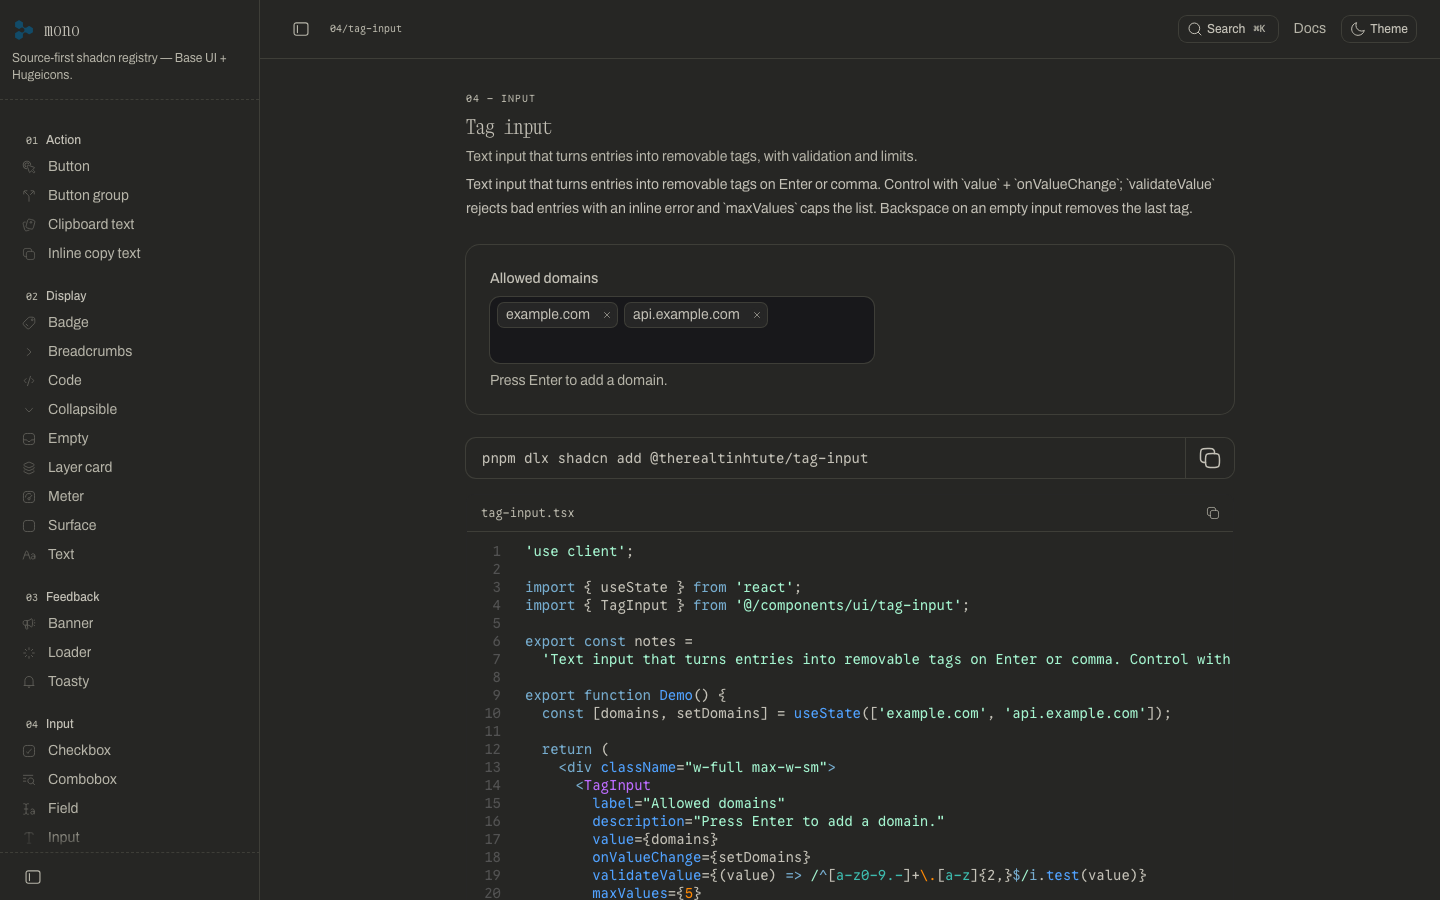 mono
Source-first shadcn registry — Base UI +
Hugeicons.
01 Action
Button
Button group
Clipboard text
Inline copy text
02 Display
Badge
Breadcrumbs
Code
Collapsible
Empty
Layer card
Meter
Surface
Text
03 Feedback
Banner
Loader
Toasty
04 Input
Checkbox
Combobox
Field
Input
04/tag-input
Search ⌘K
Docs
Theme
04 – INPUT
Tag input
Text input that turns entries into removable tags, with validation and limits.
Text input that turns entries into removable tags on Enter or comma. Control with `value` + `onValueChange`; `validateValue`
rejects bad entries with an inline error and `maxValues` caps the list. Backspace on an empty input removes the last tag.
Allowed domains
example.com × api.example.com ×
Press Enter to add a domain.
pnpm dlx shadcn add @therealtinhtute/tag-input
tag-input.tsx
1 'use client';
2
3 import { useState } from 'react';
4 import { TagInput } from '@/components/ui/tag-input';
5
6 export const notes =
7 'Text input that turns entries into removable tags on Enter or comma. Control with
8
9 export function Demo() {
10 const [domains, setDomains] = useState(['example.com', 'api.example.com']);
11
12 return (
13 <div className="w-full max-w-sm">
14 <TagInput
15 label="Allowed domains"
16 description="Press Enter to add a domain."
17 value={domains}
18 onValueChange={setDomains}
19 validateValue={(value) => /^[a-z0-9.-]+\.[a-z]{2,}$/i.test(value)}
20 maxValues={5}